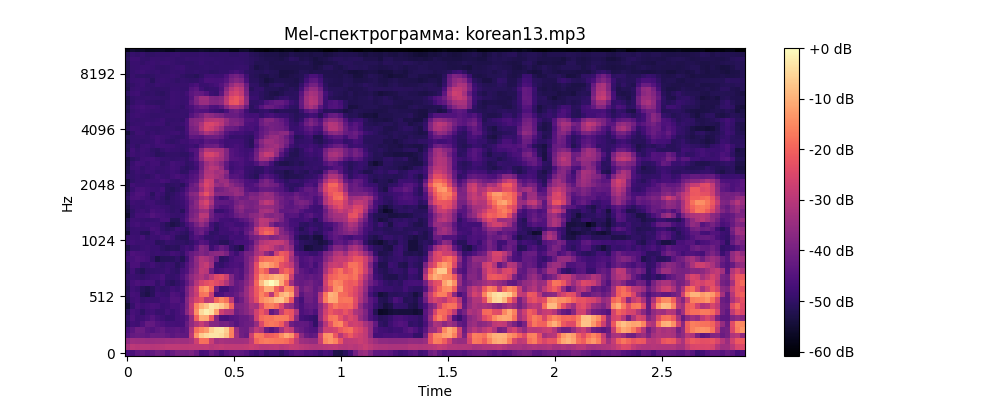 Mel-спектрограмма: korean13.mp3
8192
4096
2048
1024
512
0
Hz
0
0.5
1
1.5
2
2.5
Time
+0 dB
-10 dB
-20 dB
-30 dB
-40 dB
-50 dB
-60 dB